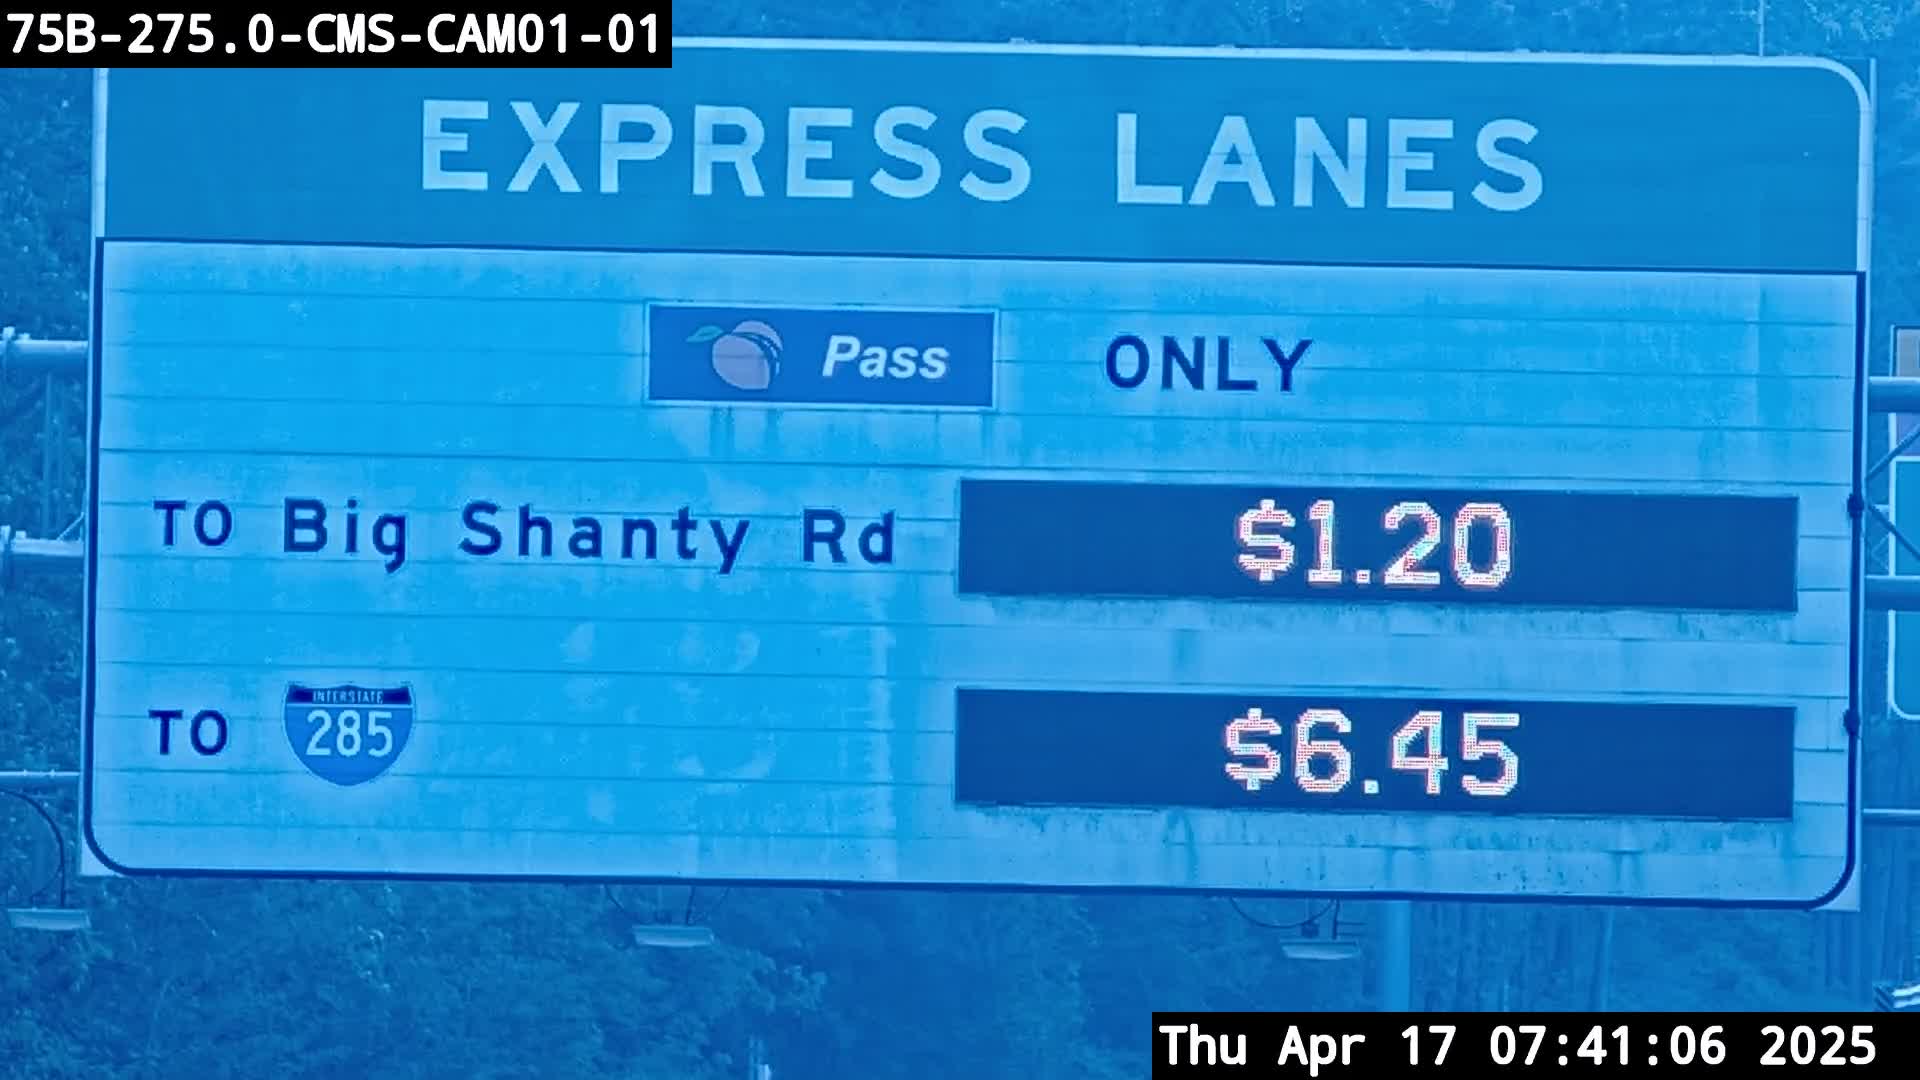 75B-275.0-CMS-CAM01-01
EXPRESS LANES
Pass ONLY
TO Big Shanty Rd $1.20
INTERSTATE
TO 285 $6.45
Thu Apr 17 07:41:06 2025